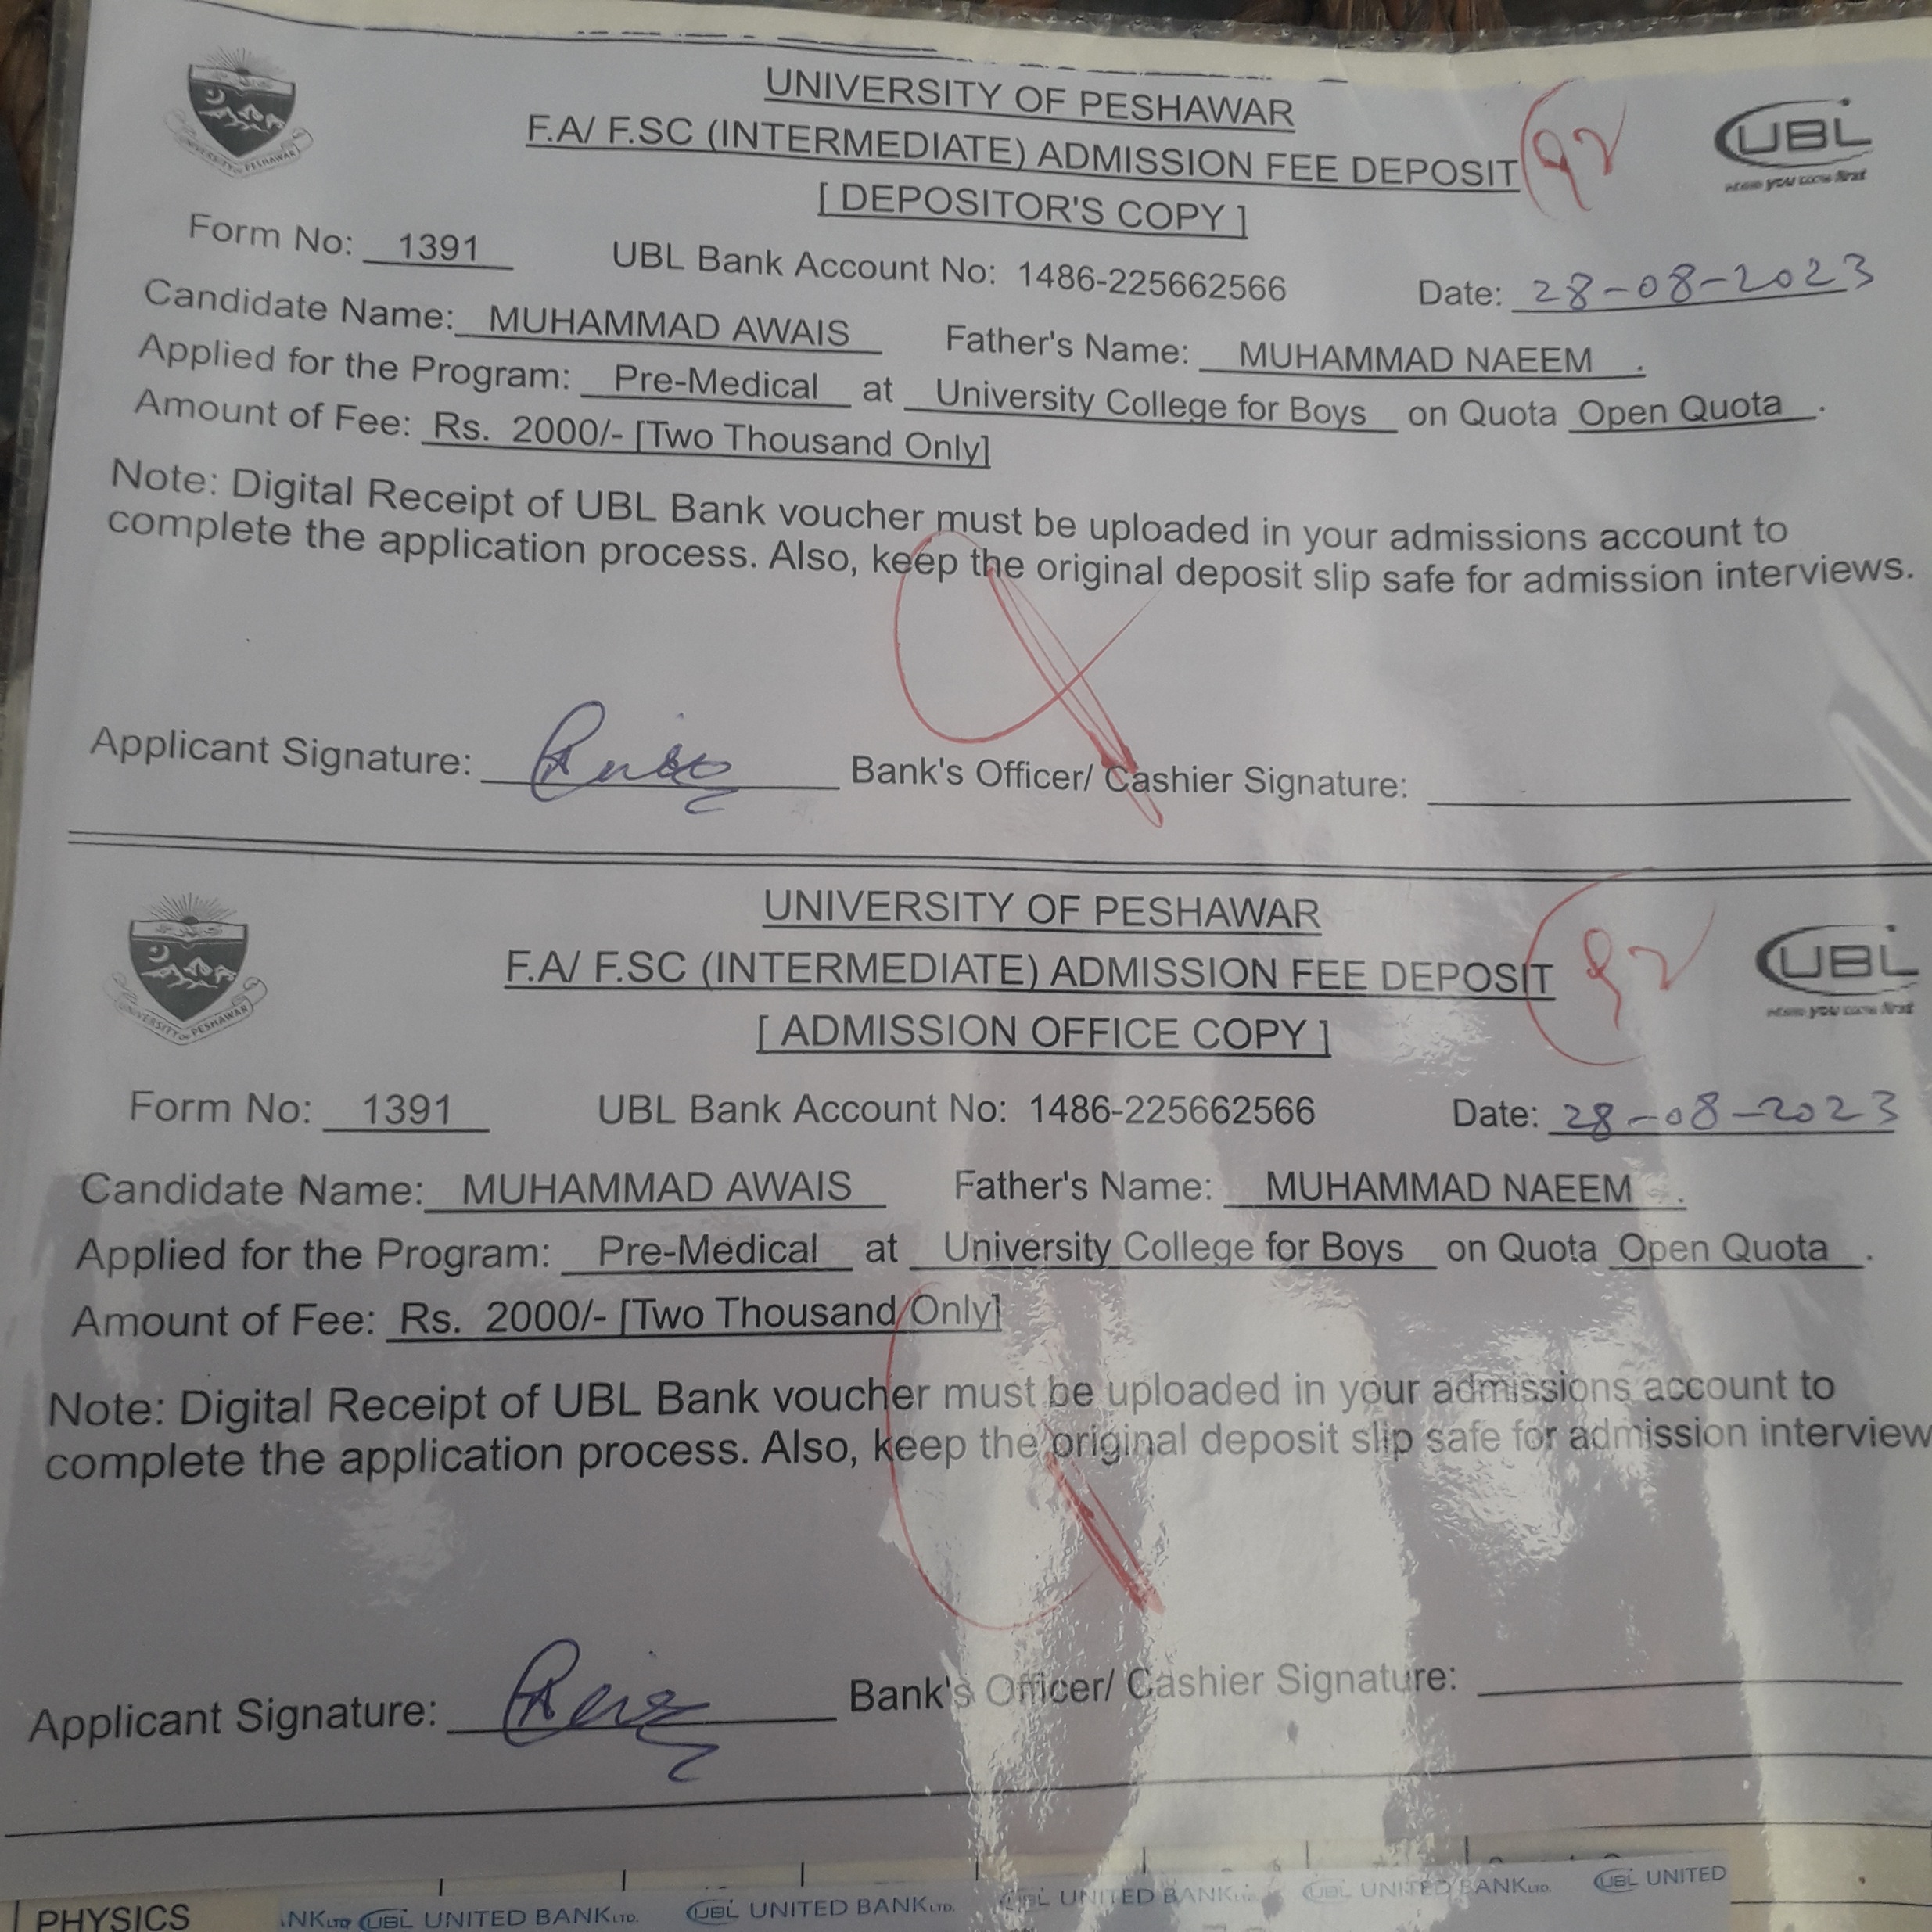 UNIVERSITY OF PESHAWAR
F.A/ F.SC (INTERMEDIATE) ADMISSION FEE DEPOSIT
[ DEPOSITOR'S COPY ]
UBL
where you come first
UNIVERSITY OF PESHAWAR
Form No: 1391 UBL Bank Account No: 1486-225662566 Date: 28-08-2023
Candidate Name: MUHAMMAD AWAIS Father's Name: MUHAMMAD NAEEM .
Applied for the Program: Pre-Medical at University College for Boys on Quota Open Quota .
Amount of Fee: Rs. 2000/- [Two Thousand Only]
Note: Digital Receipt of UBL Bank voucher must be uploaded in your admissions account to
complete the application process. Also, keep the original deposit slip safe for admission interviews.
Applicant Signature: Bank's Officer/ Cashier Signature:
UNIVERSITY OF PESHAWAR
F.A/ F.SC (INTERMEDIATE) ADMISSION FEE DEPOSIT
[ ADMISSION OFFICE COPY ]
UBL
where you come first
UNIVERSITY OF PESHAWAR
Form No: 1391 UBL Bank Account No: 1486-225662566 Date: 28-08-2023
Candidate Name: MUHAMMAD AWAIS Father's Name: MUHAMMAD NAEEM .
Applied for the Program: Pre-Medical at University College for Boys on Quota Open Quota .
Amount of Fee: Rs. 2000/- [Two Thousand Only]
Note: Digital Receipt of UBL Bank voucher must be uploaded in your admissions account to
complete the application process. Also, keep the original deposit slip safe for admission interview
Applicant Signature: Bank's Officer/ Cashier Signature:
PHYSICS
NK LTD UBL UNITED BANK LTD. UBL UNITED BANK LTD. UBL UNITED BANK LTD. UBL UNITED BANK LTD. UBL UNITED